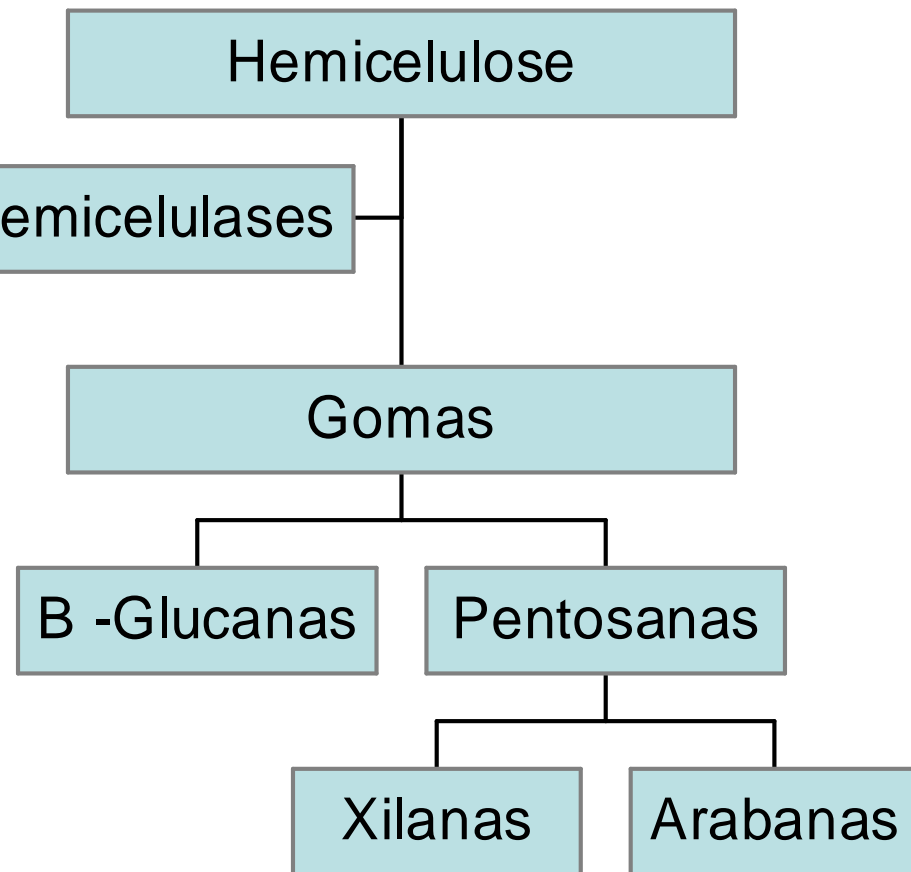 Hemicelulose
emicelulases
Gomas
B -Glucanas Pentosanas
Xilanas Arabanas